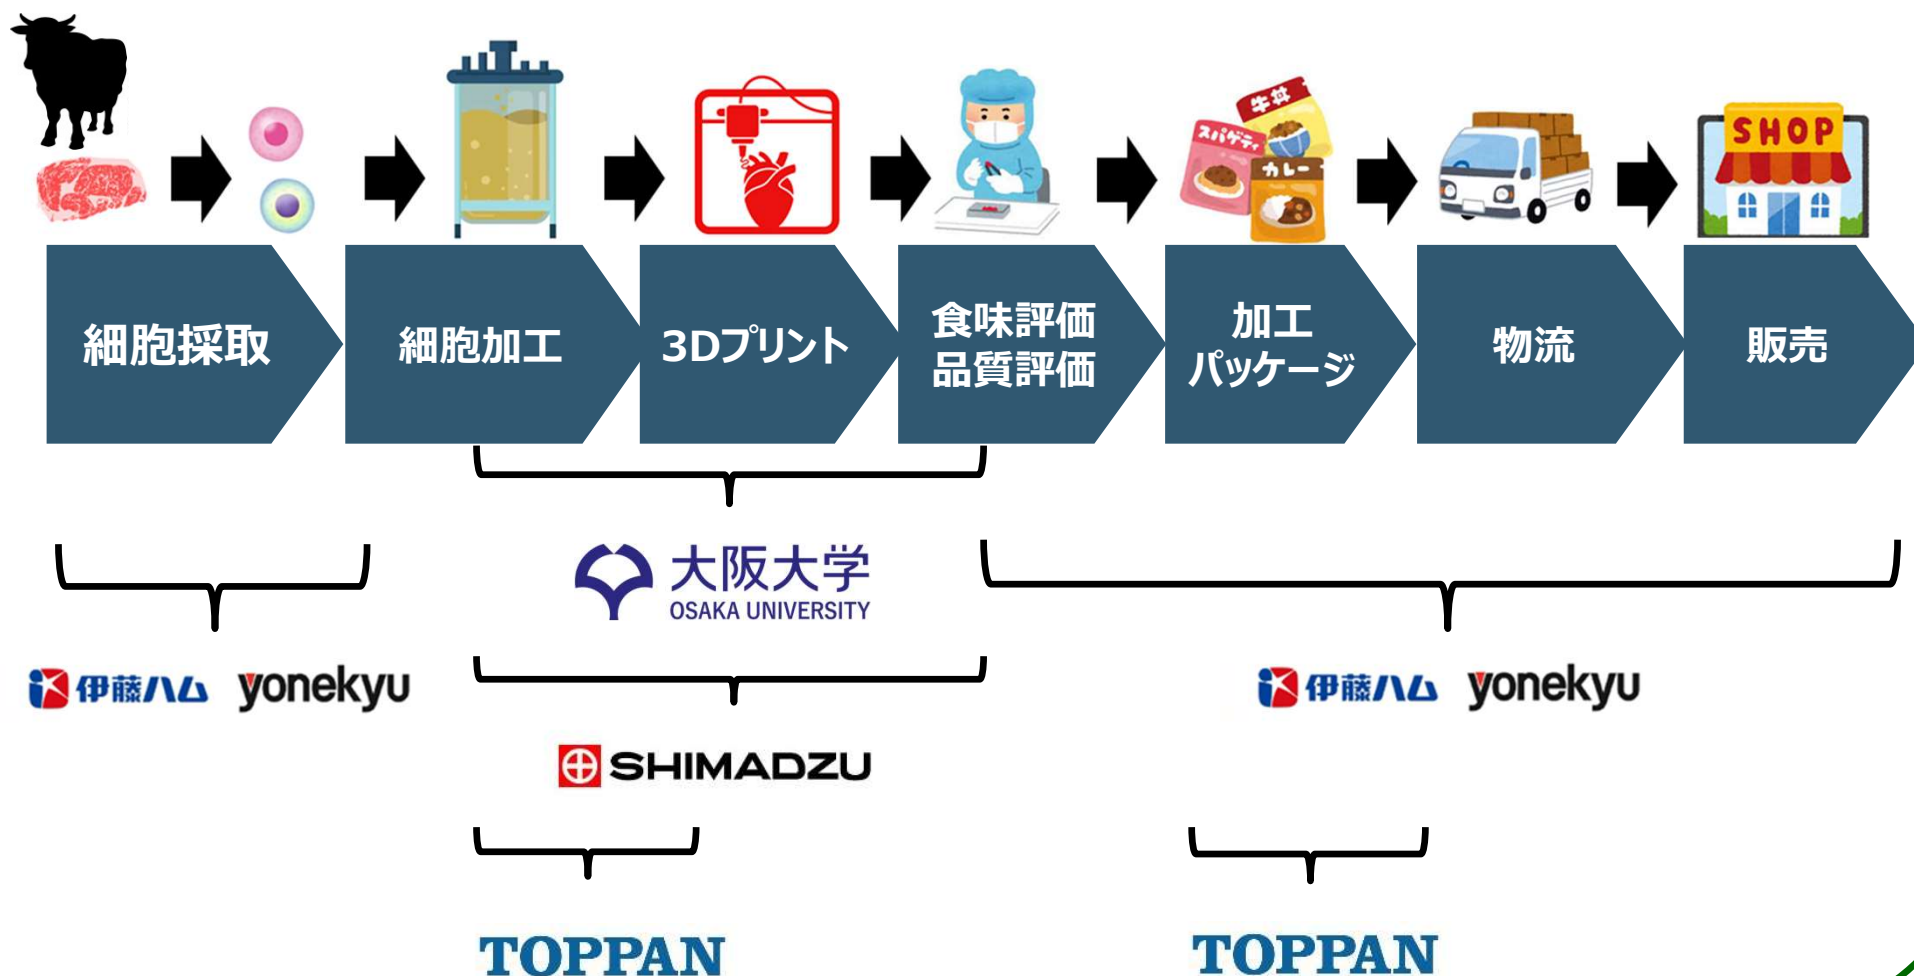 牛丼
スパゲティ
カレー
SHOP
細胞採取
細胞加工
3Dプリント
食味評価
品質評価
加工
パッケージ
物流
販売
大阪大学
OSAKA UNIVERSITY
伊藤ハム yonekyu
伊藤ハム yonekyu
SHIMADZU
TOPPAN
TOPPAN